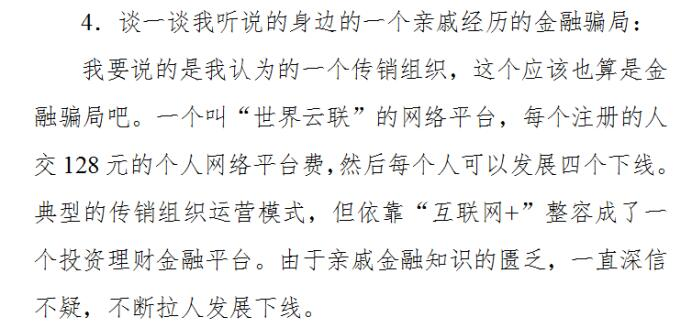 4．谈一谈我听说的身边的一个亲戚经历的金融骗局：
我要说的是我认为的一个传销组织，这个应该也算是金
融骗局吧。一个叫“世界云联”的网络平台，每个注册的人
交 128 元的个人网络平台费，然后每个人可以发展四个下线。
典型的传销组织运营模式，但依靠“互联网+”整容成了一
个投资理财金融平台。由于亲戚金融知识的匮乏，一直深信
不疑，不断拉人发展下线。